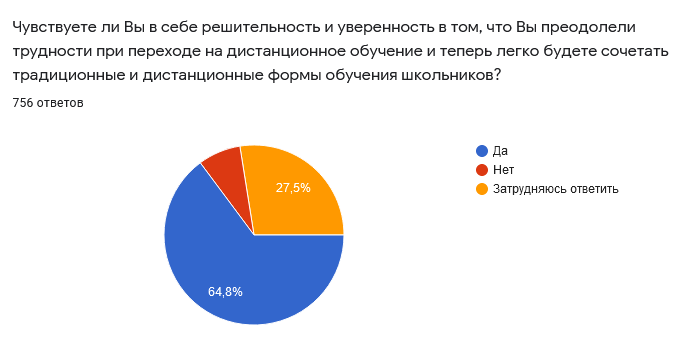 Чувствуете ли Вы в себе решительность и уверенность в том, что Вы преодолели
трудности при переходе на дистанционное обучение и теперь легко будете сочетать
традиционные и дистанционные формы обучения школьников?
756 ответов
Да
Нет
Затрудняюсь ответить
27,5%
64,8%